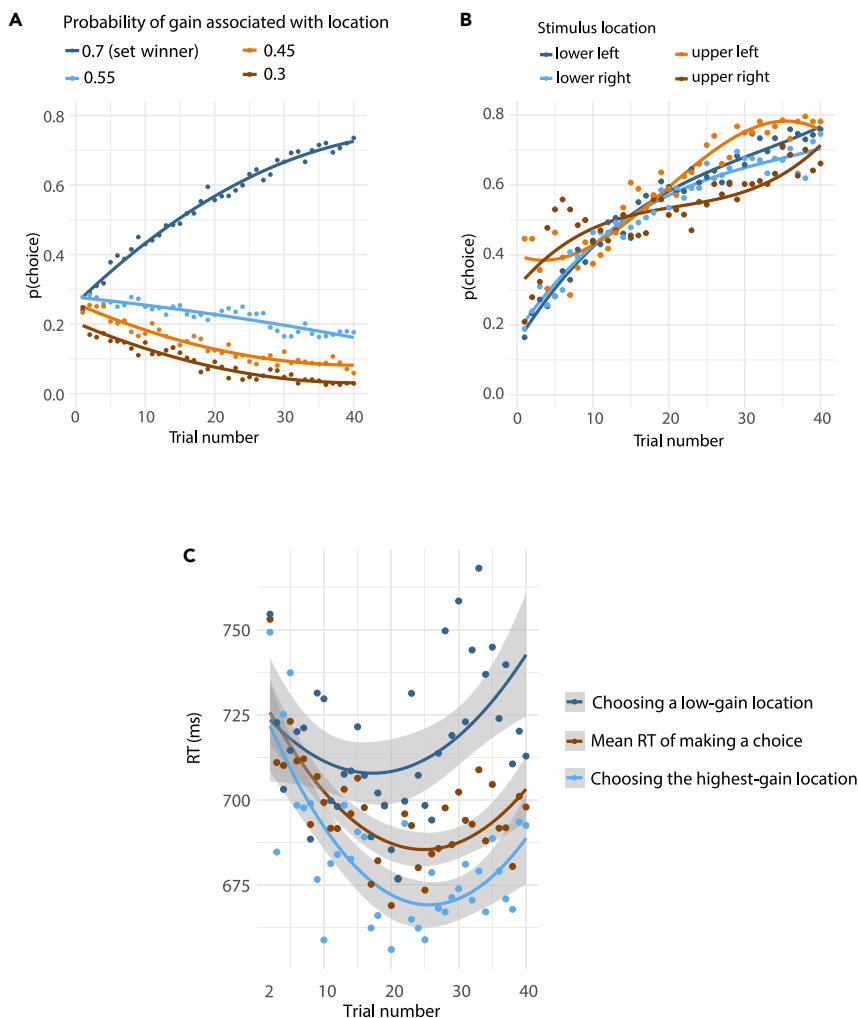 A
Probability of gain associated with location
0.7 (set winner)
0.45
0.55
0.3
0.8
0.6
0.4
0.2
0.0
p(choice)
0
10
20
30
40
Trial number
B
Stimulus location
lower left
upper left
lower right
upper right
0.8
0.6
0.4
0.2
0.0
p(choice)
0
10
20
30
40
Trial number
C
750
725
700
675
RT (ms)
2
10
20
30
40
Trial number
Choosing a low-gain location
Mean RT of making a choice
Choosing the highest-gain location